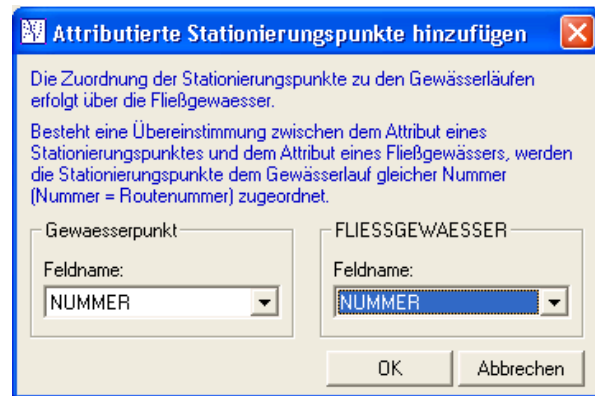 Attributierte Stationierungspunkte hinzufügen
Die Zuordnung der Stationierungspunkte zu den Gewässerläufen
erfolgt über die Fließgewaesser.
Besteht eine Übereinstimmung zwischen dem Attribut eines
Stationierungspunktes und dem Attribut eines Fließgewässers, werden
die Stationierungspunkte dem Gewässerlauf gleicher Nummer
(Nummer = Routenummer) zugeordnet.
Gewaesserpunkt
Feldname:
NUMMER
FLIESSGEWAESSER
Feldname:
NUMMER
OK
Abbrechen